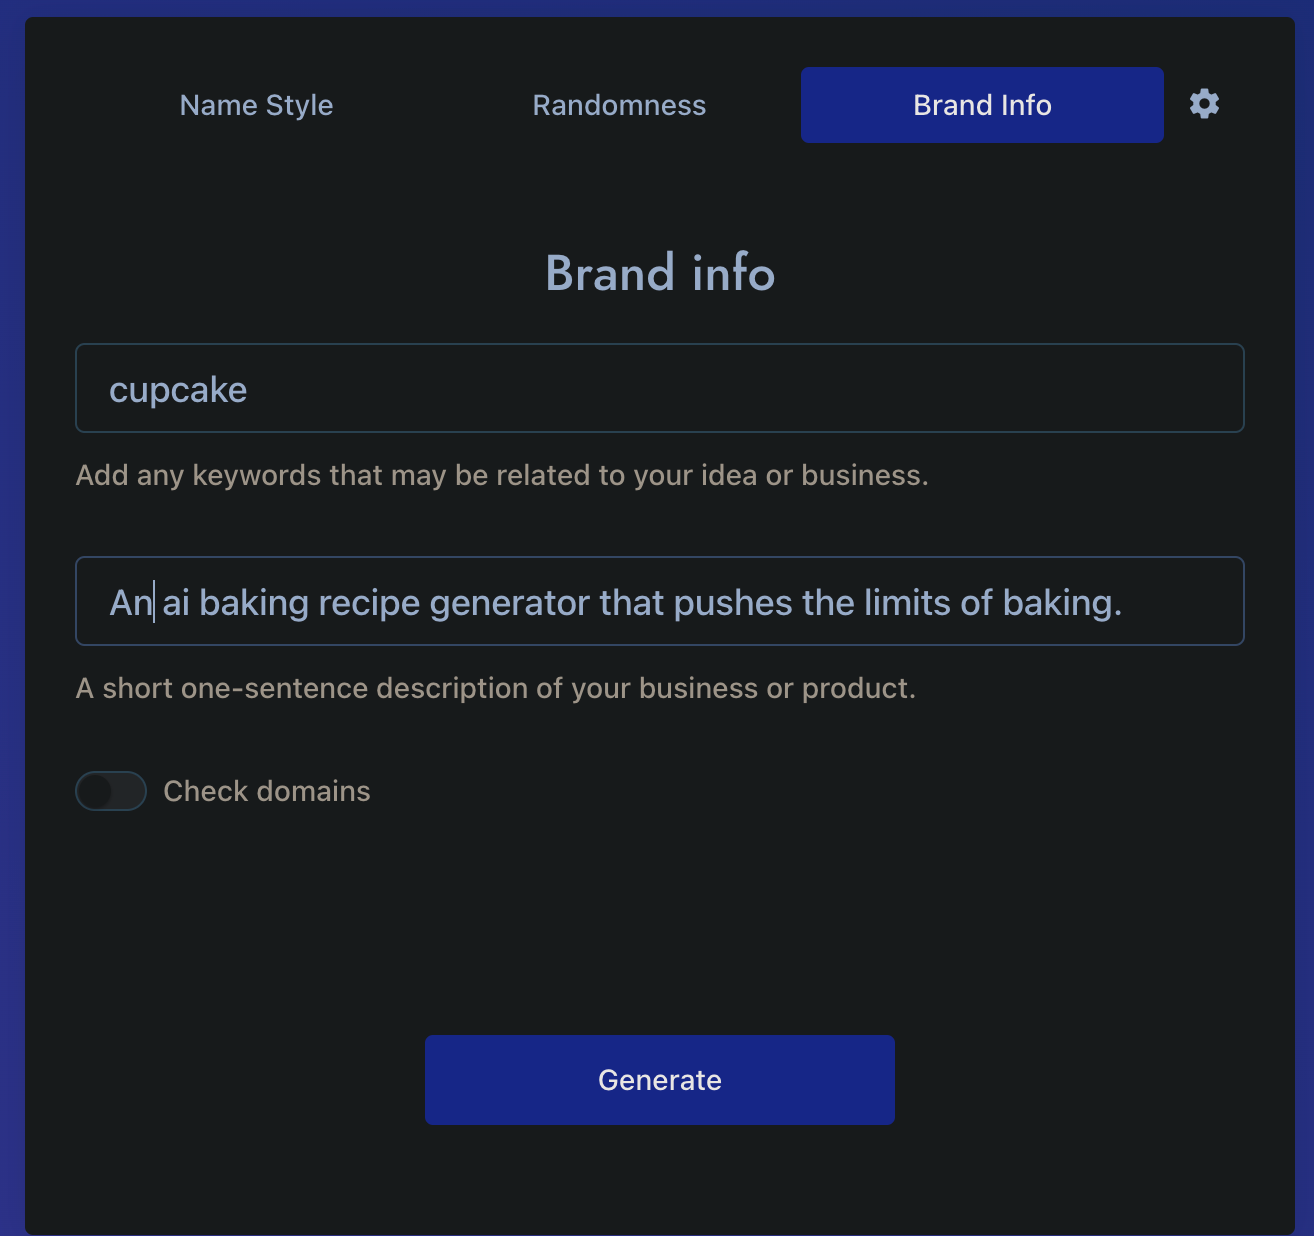 Name Style
Randomness
Brand Info
Brand info
cupcake
Add any keywords that may be related to your idea or business.
An ai baking recipe generator that pushes the limits of baking.
A short one-sentence description of your business or product.
Check domains
Generate